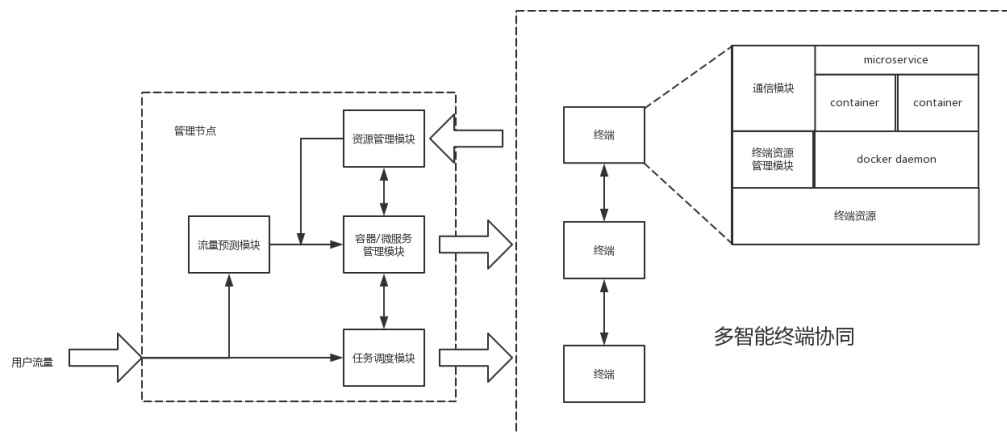 管理节点
资源管理模块
流量预测模块
容器/微服务
管理模块
用户流量
任务调度模块
终端
终端
终端
通信模块
microservice
container
container
终端资源
管理模块
docker daemon
终端资源
多智能终端协同